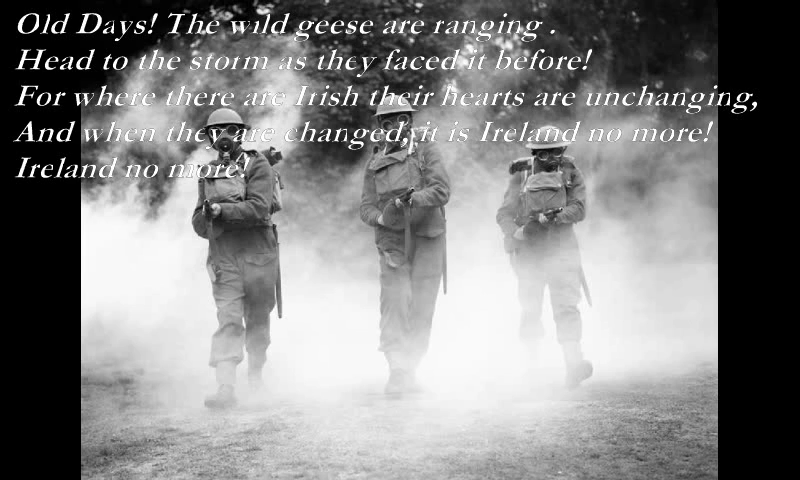 Old Days! The wild geese are ranging .
Head to the storm as they faced it before!
For where there are Irish their hearts are unchanging,
And when they are changed, it is Ireland no more!
Ireland no more!